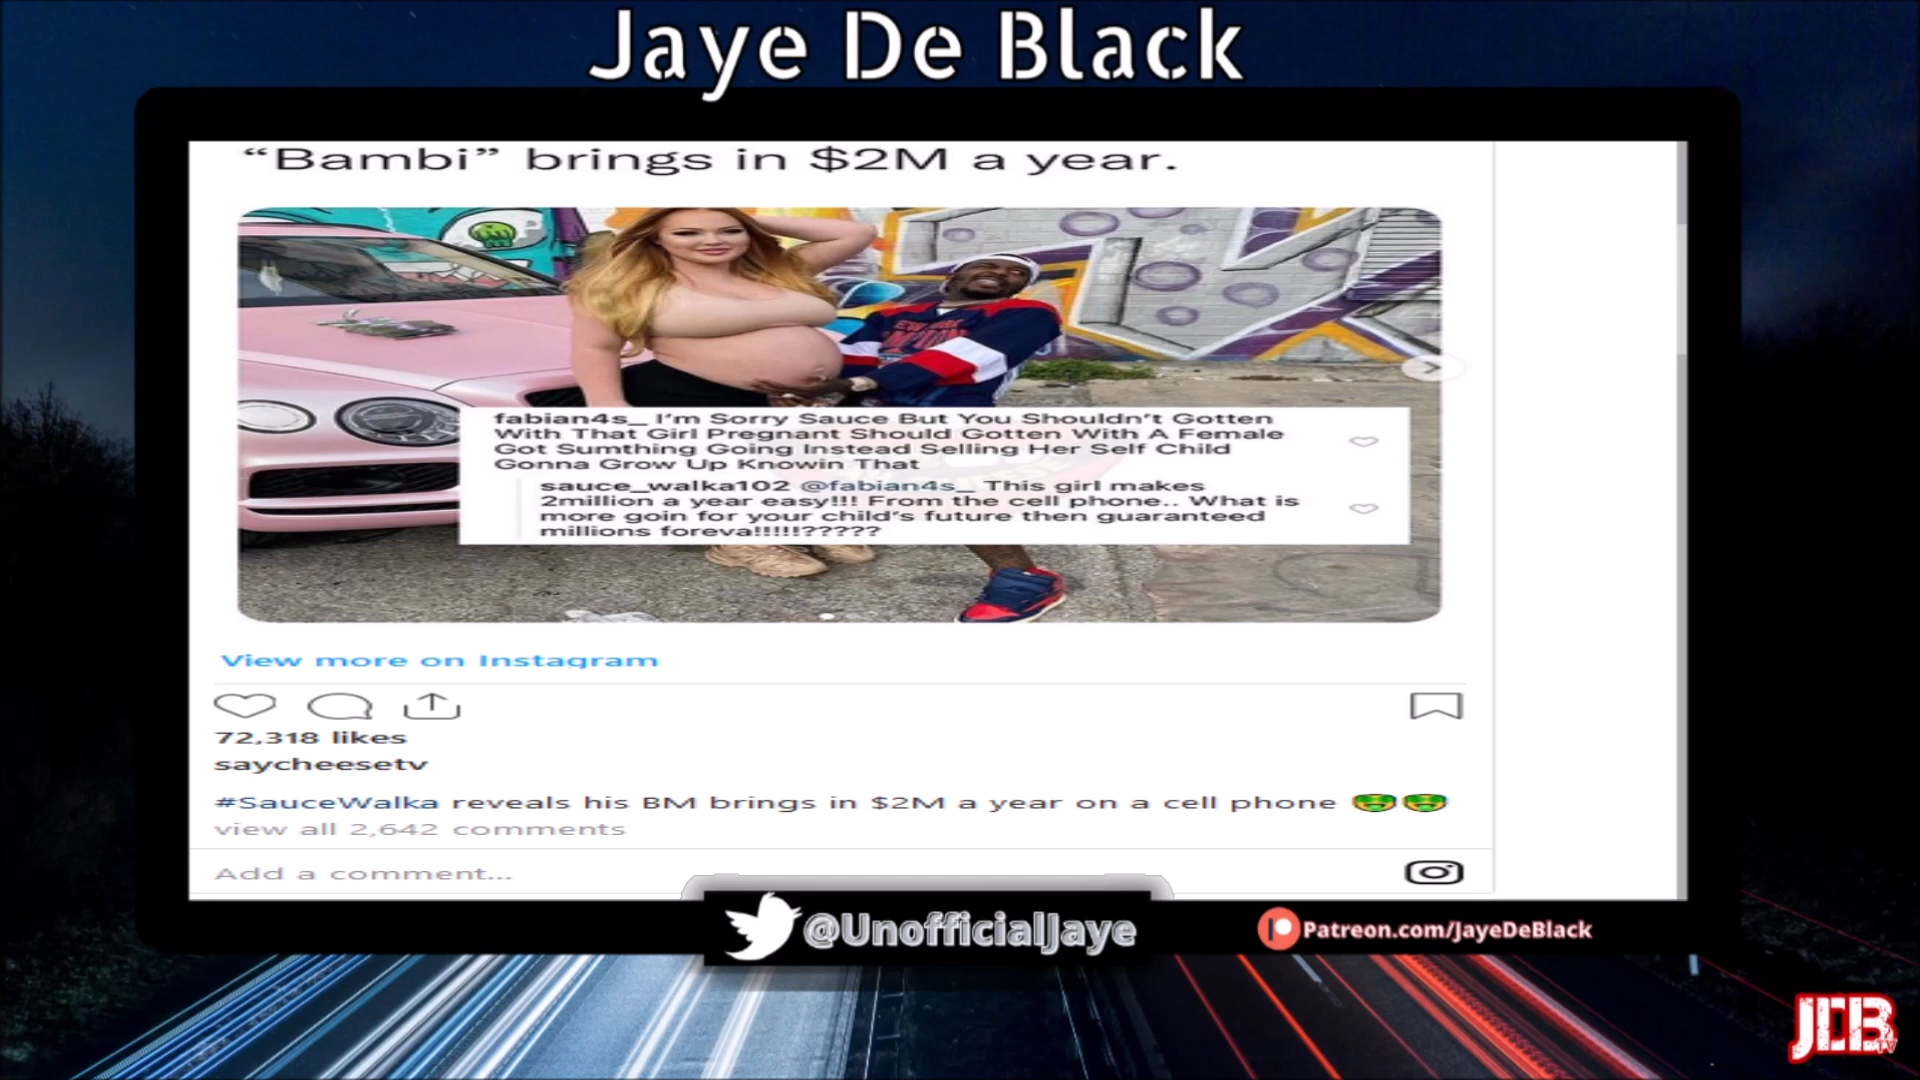 Jaye De Black
“Bambi” brings in $2M a year.
fabian4s_ I’m Sorry Sauce But You Shouldn’t Gotten
With That Girl Pregnant Should Gotten With A Female
Got Sumthing Going Instead Selling Her Self Child
Gonna Grow Up Knowin That
sauce_walka102 @fabian4s_ This girl makes
2million a year easy!!! From the cell phone.. What is
more goin for your child’s future then guaranteed
millions foreva!!!!!?????
View more on Instagram
72,318 likes
saycheesetv
#SauceWalka reveals his BM brings in $2M a year on a cell phone 🤑🤑
view all 2,642 comments
Add a comment...
@UnofficialJaye
Patreon.com/JayeDeBlack
JDB
TV